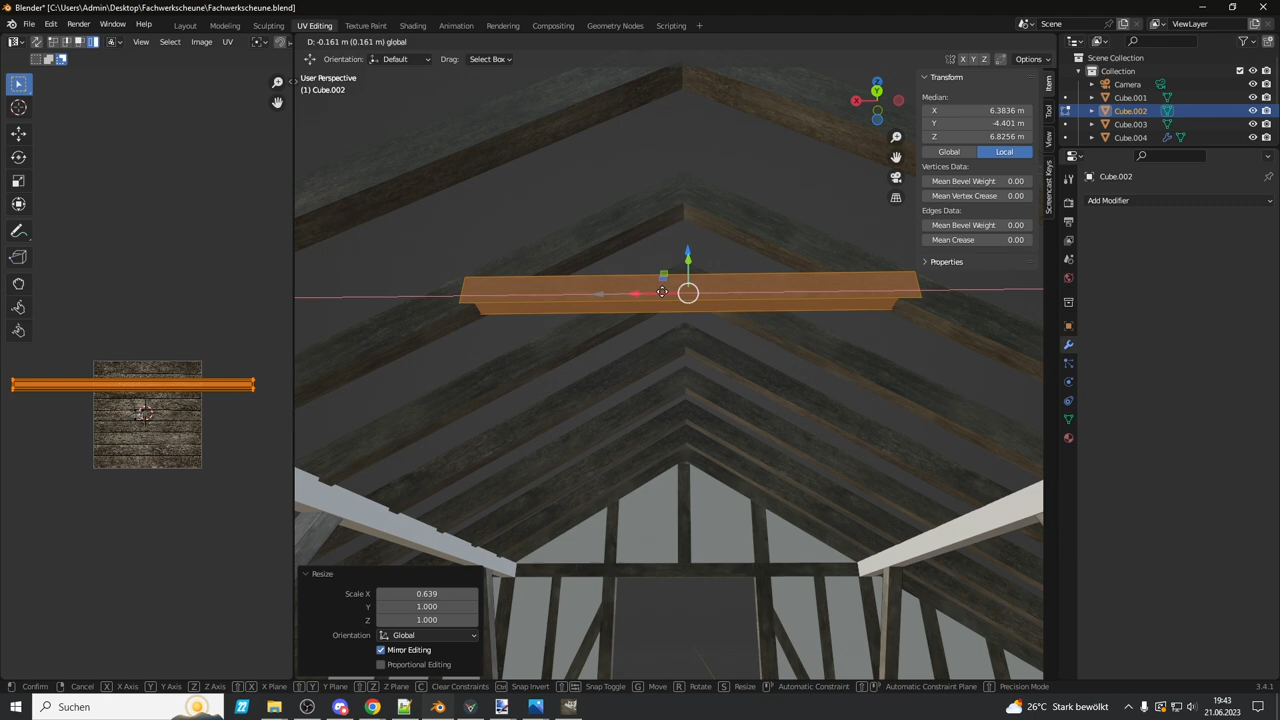 Blender* [C:\Users\Admin\Desktop\Fachwerkscheune\Fachwerkscheune.blend]
File Edit Render Window Help Layout Modeling Sculpting UV Editing Texture Paint Shading Animation Rendering Compositing Geometry Nodes Scripting + Scene ViewLayer
View Select Image UV D: -0.161 m (0.161 m) global
Orientation: Default Drag: Select Box X Y Z Options
User Perspective
(1) Cube.002
Transform
Median:
X 6.3836 m
Y -4.401 m
Z 6.8256 m
Global Local
Vertices Data:
Mean Bevel Weight 0.00
Mean Vertex Crease 0.00
Edges Data:
Mean Bevel Weight 0.00
Mean Crease 0.00
Properties
Item
Tool
View
Screencast Keys
Z
Y
X
Scene Collection
Collection
Camera
Cube.001
Cube.002
Cube.003
Cube.004
Cube.002
Add Modifier
Resize
Scale X 0.639
Y 1.000
Z 1.000
Orientation Global
Mirror Editing
Proportional Editing
Confirm Cancel X X Axis Y Y Axis Z Z Axis X X Plane Y Y Plane Z Z Plane C Clear Constraints Ctrl Snap Invert Snap Toggle G Move R Rotate S Resize Automatic Constraint Automatic Constraint Plane Precision Mode 3.4.1
Suchen 26°C Stark bewölkt 19:43
21.06.2023